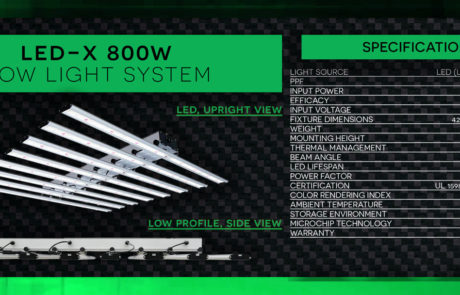 LED-X 800W
OW LIGHT SYSTEM
LED, UPRIGHT VIEW
LOW PROFILE, SIDE VIEW
SPECIFICATIO
LIGHT SOURCE LED (L
PPF
INPUT POWER
EFFICACY
INPUT VOLTAGE
FIXTURE DIMENSIONS 42
WEIGHT
MOUNTING HEIGHT
THERMAL MANAGEMENT
BEAM ANGLE
LED LIFESPAN
POWER FACTOR
CERTIFICATION UL 1598
COLOR RENDERING INDEX
AMBIENT TEMPERATURE
STORAGE ENVIRONMENT
MICROCHIP TECHNOLOGY
WARRANTY